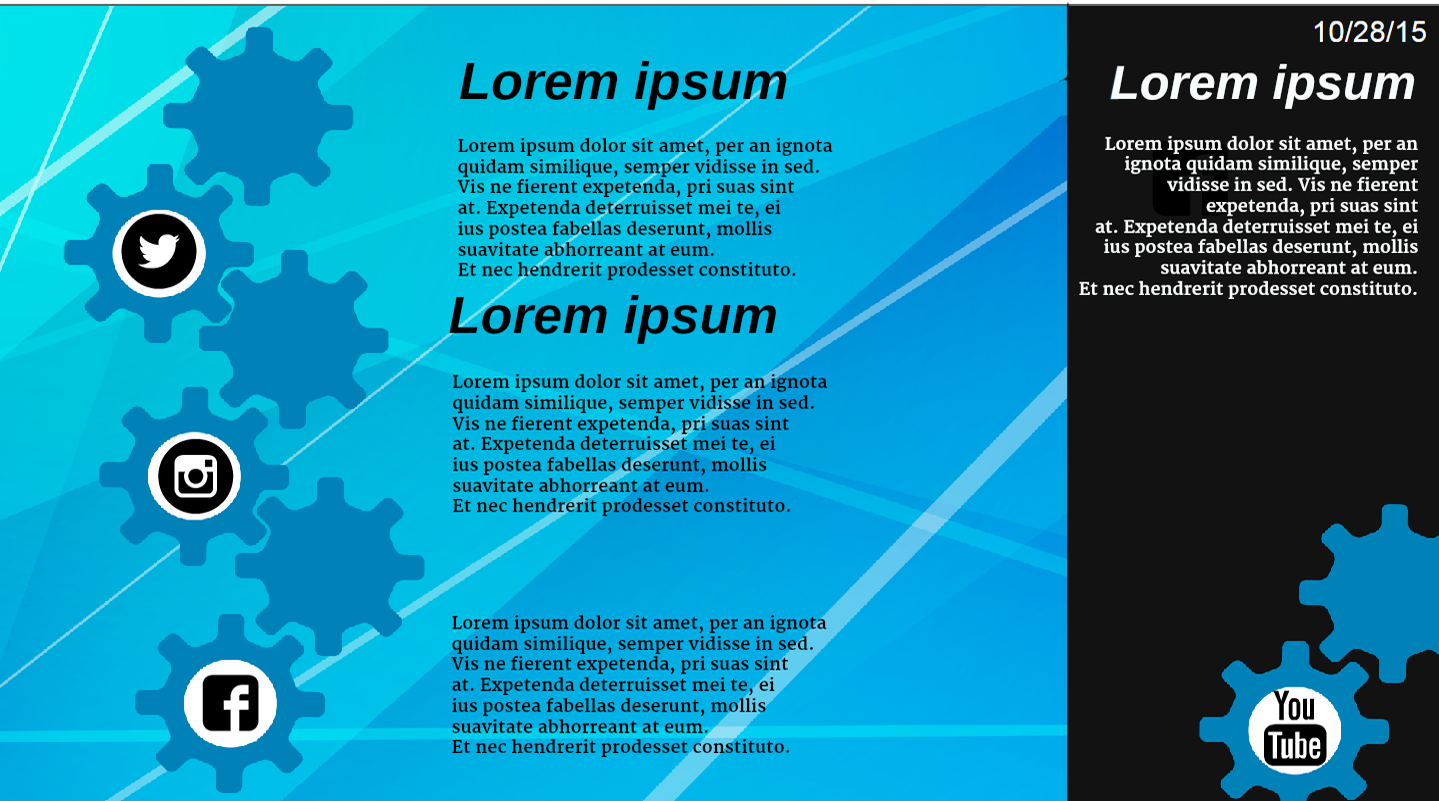 Lorem ipsum
Lorem ipsum dolor sit amet, per an ignota
quidam similique, semper vidisse in sed.
Vis ne fierent expetenda, pri suas sint
at. Expetenda deterruisset mei te, ei
ius postea fabellas deserunt, mollis
suavitate abhorreant at eum.
Et nec hendrerit prodesset constituto.
Lorem ipsum
Lorem ipsum dolor sit amet, per an ignota
quidam similique, semper vidisse in sed.
Vis ne fierent expetenda, pri suas sint
at. Expetenda deterruisset mei te, ei
ius postea fabellas deserunt, mollis
suavitate abhorreant at eum.
Et nec hendrerit prodesset constituto.
Lorem ipsum dolor sit amet, per an ignota
quidam similique, semper vidisse in sed.
Vis ne fierent expetenda, pri suas sint
at. Expetenda deterruisset mei te, ei
ius postea fabellas deserunt, mollis
suavitate abhorreant at eum.
Et nec hendrerit prodesset constituto.
10/28/15
Lorem ipsum
Lorem ipsum dolor sit amet, per an
ignota quidam similique, semper
vidisse in sed. Vis ne fierent
expetenda, pri suas sint
at. Expetenda deterruisset mei te, ei
ius postea fabellas deserunt, mollis
suavitate abhorreant at eum.
Et nec hendrerit prodesset constituto.
You
Tube